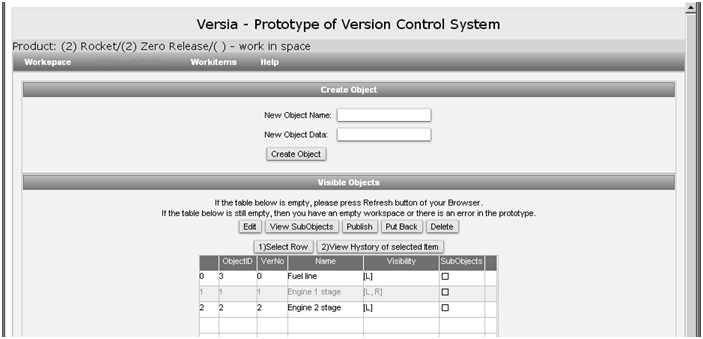 Versia - Prototype of Version Control System
Product: (2) Rocket/(2) Zero Release/( ) - work in space
Workspace Workitems Help
Create Object
New Object Name:
New Object Data:
Create Object
Visible Objects
If the table below is empty, please press Refresh button of your Browser.
If the table below is still empty, then you have an empty workspace or there is an error in the prototype.
Edit View SubObjects Publish Put Back Delete
1)Select Row 2)View Hystory of selected Item
ObjectID VerNo Name Visibility SubObjects
0 3 0 Fuel line [L]
1 1 1 Engine 1 stage [L, R]
2 2 2 Engine 2 stage [L]